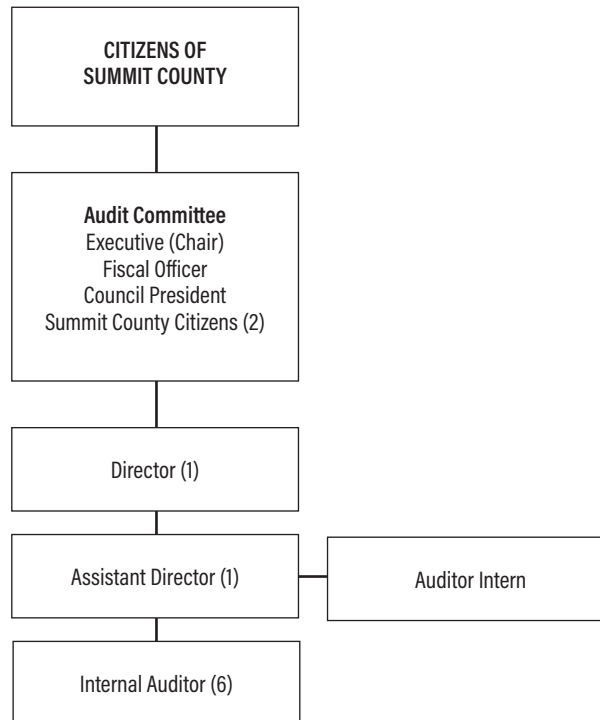 CITIZENS OF
SUMMIT COUNTY
Audit Committee
Executive (Chair)
Fiscal Officer
Council President
Summit County Citizens (2)
Director (1)
Assistant Director (1)
Auditor Intern
Internal Auditor (6)